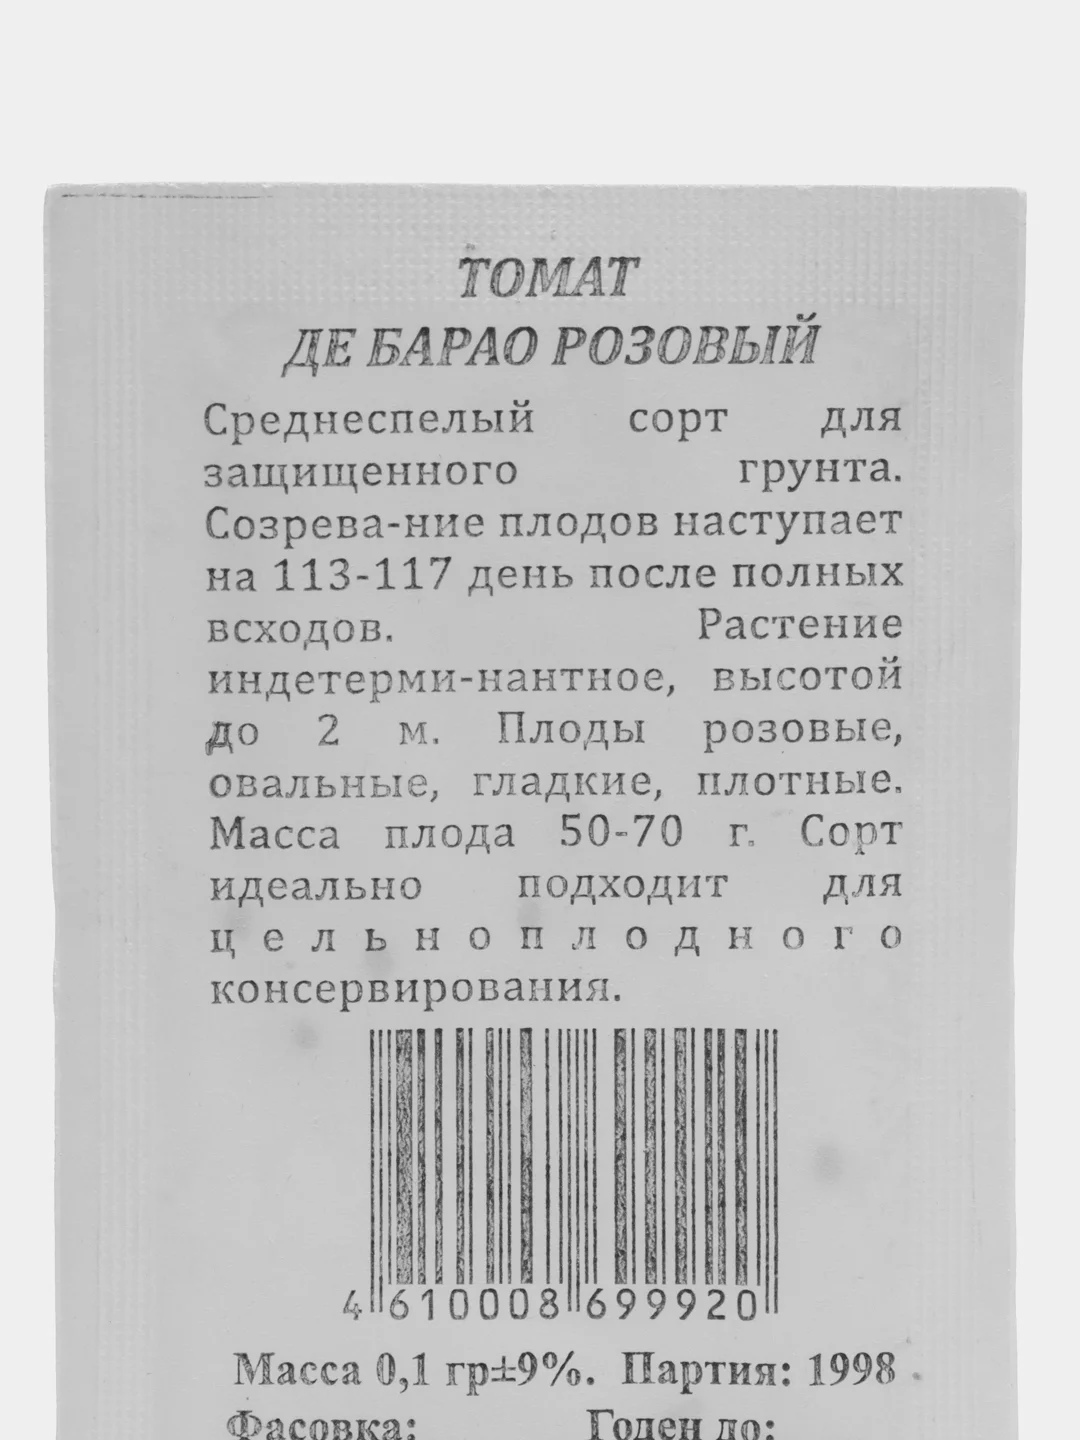 ТОМАТ
ДЕ БАРАО РОЗОВЫЙ
Среднеспелый сорт для
защищенного грунта.
Созрева-ние плодов наступает
на 113-117 день после полных
всходов. Растение
индетерми-нантное, высотой
до 2 м. Плоды розовые,
овальные, гладкие, плотные.
Масса плода 50-70 г. Сорт
идеально подходит для
цельноплодного
консервирования.
4 610008 699920
Масса 0,1 гр±9%. Партия: 1998
Фасовка: Годен до: